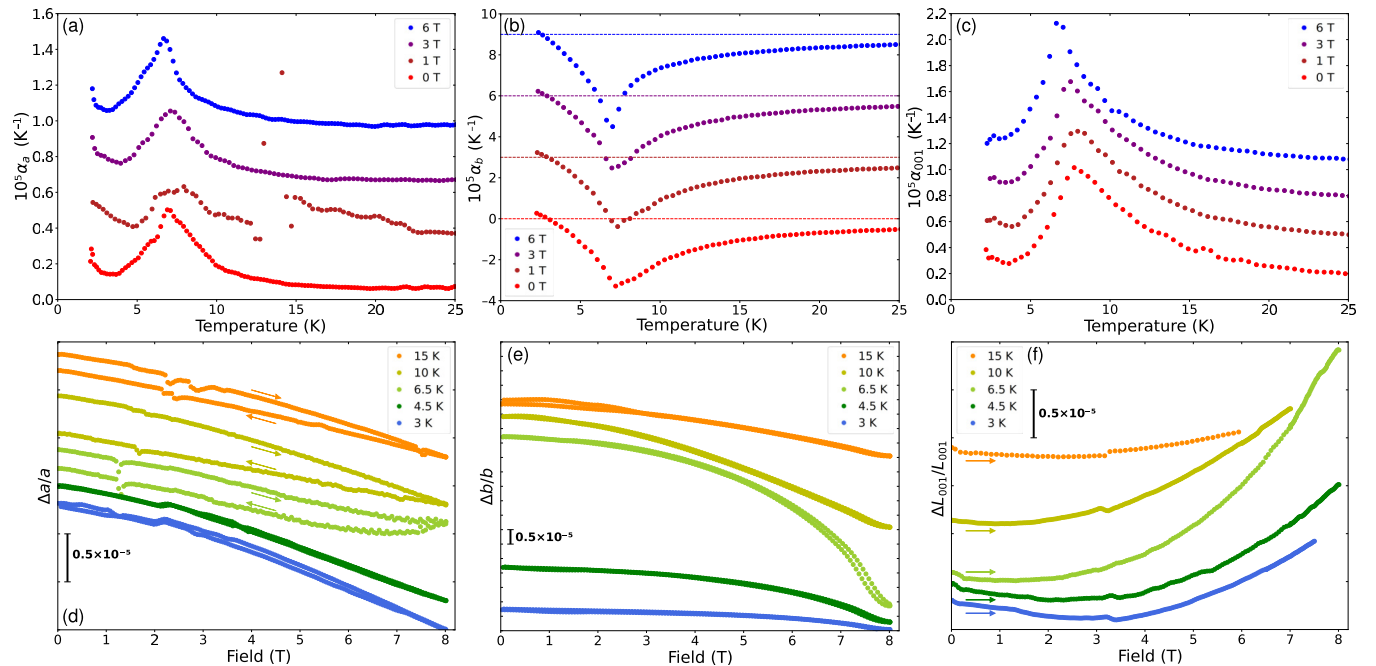 (a)
6 T
3 T
1 T
0 T
10⁵αₐ (K⁻¹)
1.6
1.4
1.2
1.0
0.8
0.6
0.4
0.2
0.0
0 5 10 15 20 25
Temperature (K)
(b)
6 T
3 T
1 T
0 T
10⁵α_b (K⁻¹)
10
8
6
4
2
0
−2
−4
0 5 10 15 20 25
Temperature (K)
(c)
6 T
3 T
1 T
0 T
10⁵α₀₀₁ (K⁻¹)
2.2
2.0
1.8
1.6
1.4
1.2
1.0
0.8
0.6
0.4
0.2
0.0
0 5 10 15 20 25
Temperature (K)
15 K
10 K
6.5 K
4.5 K
3 K
Δa/a
0.5×10⁻⁵
(d)
0 1 2 3 4 5 6 7 8
Field (T)
(e)
15 K
10 K
6.5 K
4.5 K
3 K
Δb/b
0.5×10⁻⁵
0 1 2 3 4 5 6 7 8
Field (T)
15 K
10 K
6.5 K
4.5 K
3 K
(f)
0.5×10⁻⁵
ΔL₀₀₁/L₀₀₁
0 1 2 3 4 5 6 7 8
Field (T)